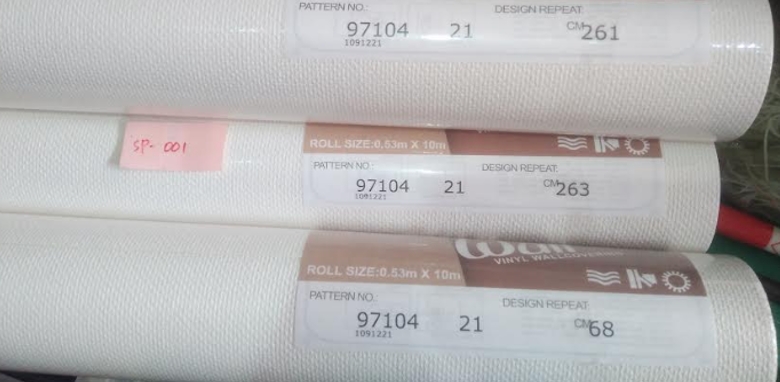 PATTERN NO.: DESIGN REPEAT:
97104 21 CM261
1091221
SP- 001
ROLL SIZE:0.53m X 10m
PATTERN NO.: DESIGN REPEAT:
97104 21 CM263
1091221
VINYL WALLCOVERINGS
ROLL SIZE:0.53m X 10m
PATTERN NO.: DESIGN REPEAT:
97104 21 CM68
1091221